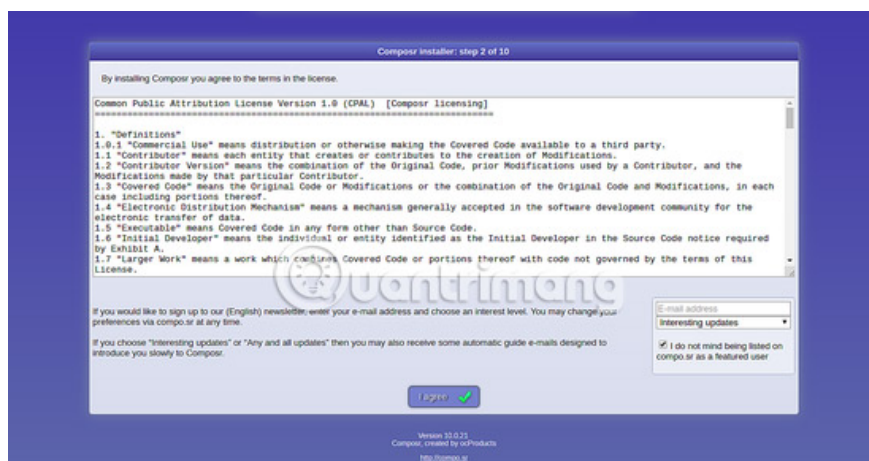 Composr installer: step 2 of 10
By installing Composr you agree to the terms in the license.
Common Public Attribution License Version 1.0 (CPAL) [Composr licensing]
================================================================================
1. "Definitions"
1.0.1 "Commercial Use" means distribution or otherwise making the Covered Code available to a third party.
1.1 "Contributor" means each entity that creates or contributes to the creation of Modifications.
1.2 "Contributor Version" means the combination of the Original Code, prior Modifications used by a Contributor, and the
Modifications made by that particular Contributor.
1.3 "Covered Code" means the Original Code or Modifications or the combination of the Original Code and Modifications, in each
case including portions thereof.
1.4 "Electronic Distribution Mechanism" means a mechanism generally accepted in the software development community for the
electronic transfer of data.
1.5 "Executable" means Covered Code in any form other than Source Code.
1.6 "Initial Developer" means the individual or entity identified as the Initial Developer in the Source Code notice required
by Exhibit A.
1.7 "Larger Work" means a work which combines Covered Code or portions thereof with code not governed by the terms of this
License.
Quantrimang
If you would like to sign up to our (English) newsletter, enter your e-mail address and choose an interest level. You may change your
preferences via compo.sr at any time.
If you choose "Interesting updates" or "Any and all updates" then you may also receive some automatic guide e-mails designed to
introduce you slowly to Composr.
E-mail address
Interesting updates
I do not mind being listed on
compo.sr as a featured user
I agree
Version 10.0.21
Composr, created by ocProducts
http://compo.sr